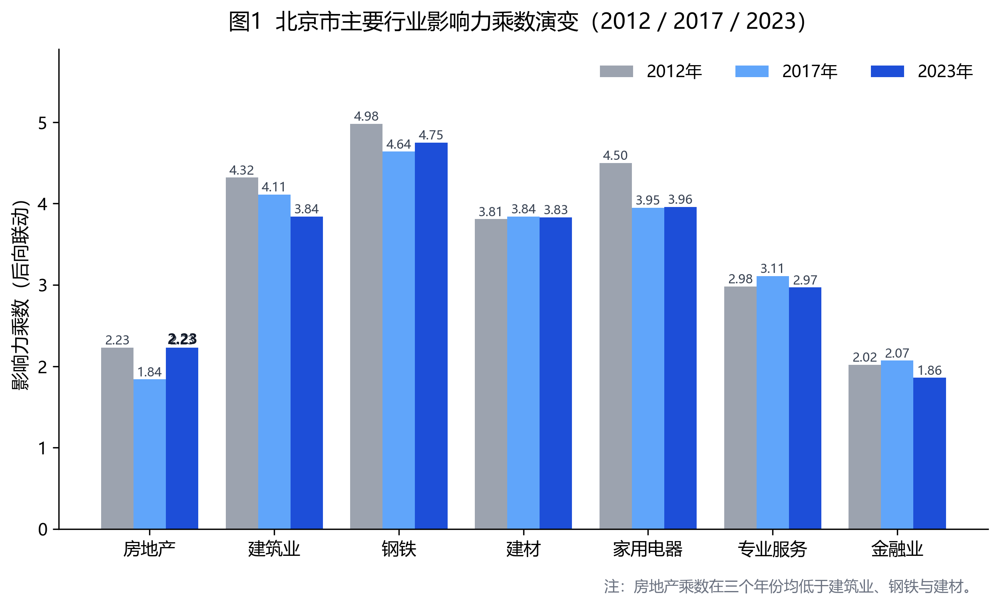 图1 北京市主要行业影响力乘数演变（2012 / 2017 / 2023）
2012年 2017年 2023年
影响力乘数（后向联动）
5
4
3
2
1
0
2.23 1.84 2.23 2.23
4.32 4.11 3.84
4.98 4.64 4.75
3.81 3.84 3.83
4.50 3.95 3.96
2.98 3.11 2.97
2.02 2.07 1.86
房地产 建筑业 钢铁 建材 家用电器 专业服务 金融业
注：房地产乘数在三个年份均低于建筑业、钢铁与建材。